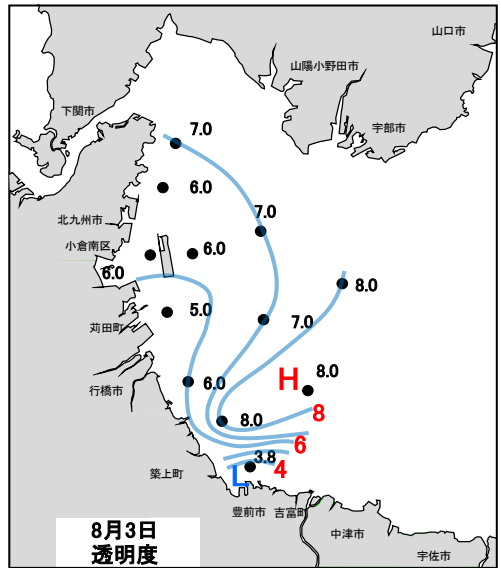 山口市
山陽小野田市
宇部市
下関市
7.0
6.0
北九州市
7.0
小倉南区
6.0
6.0
8.0
5.0
7.0
苅田町
8.0
H
6.0
行橋市
8
8.0
6
3.8
4
築上町
L
豊前市
吉富町
中津市
宇佐市
8月3日
透明度